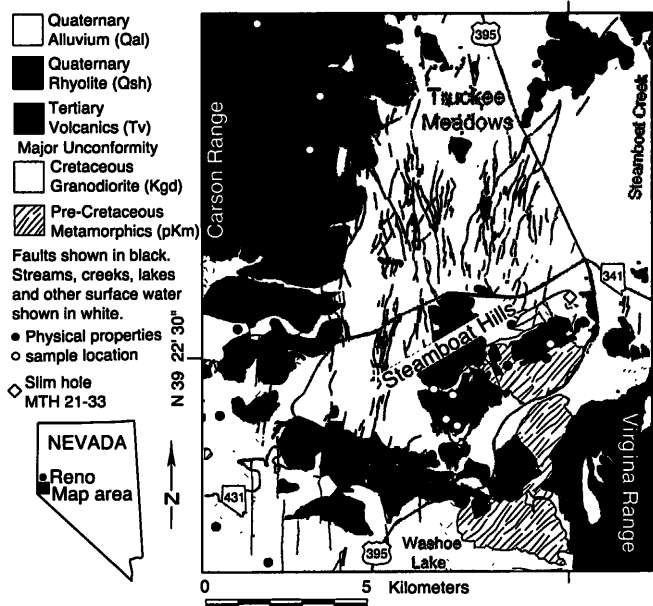 Quaternary
Alluvium (Qal)
Quaternary
Rhyolite (Qsh)
Tertiary
Volcanics (Tv)
Major Unconformity
Cretaceous
Granodiorite (Kgd)
Pre-Cretaceous
Metamorphics (pKm)
Faults shown in black.
Streams, creeks, lakes
and other surface water
shown in white.
Physical properties
sample location
Slim hole
MTH 21-33
NEVADA
Reno
Map area
N
N 39 22' 30"
395
Truckee
Meadows
Carson Range
Steamboat Creek
341
Steamboat Hills
Virgina Range
431
395
Washoe
Lake
0 5 Kilometers